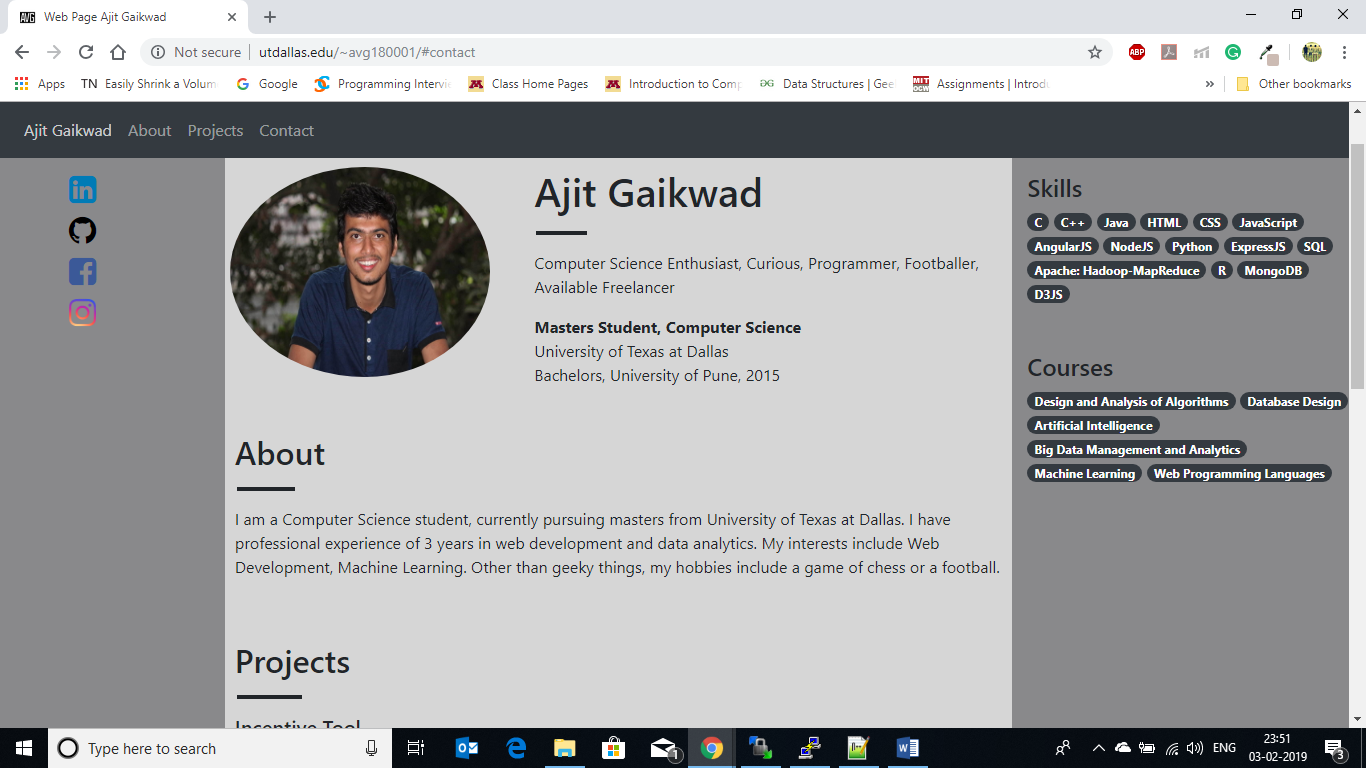 AVG Web Page Ajit Gaikwad
Not secure utdallas.edu/~avg180001/#contact ABP
Apps TN Easily Shrink a Volum Google Programming Intervi Class Home Pages Introduction to Comp Data Structures | Gee MIT OCW Assignments | Introdu » Other bookmarks
Ajit Gaikwad About Projects Contact
in
Ajit Gaikwad
Computer Science Enthusiast, Curious, Programmer, Footballer,
Available Freelancer
Masters Student, Computer Science
University of Texas at Dallas
Bachelors, University of Pune, 2015
About
I am a Computer Science student, currently pursuing masters from University of Texas at Dallas. I have
professional experience of 3 years in web development and data analytics. My interests include Web
Development, Machine Learning. Other than geeky things, my hobbies include a game of chess or a football.
Projects
Incentive Tool
Skills
C C++ Java HTML CSS JavaScript
AngularJS NodeJS Python ExpressJS SQL
Apache: Hadoop-MapReduce R MongoDB
D3JS
Courses
Design and Analysis of Algorithms Database Design
Artificial Intelligence
Big Data Management and Analytics
Machine Learning Web Programming Languages
Type here to search 1 ENG 23:51 3
03-02-2019